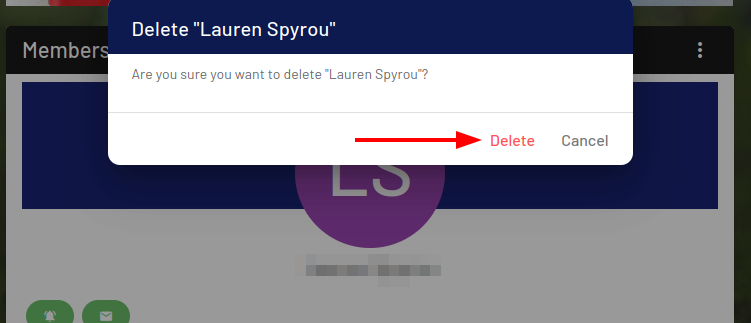 Delete "Lauren Spyrou"
Members
Are you sure you want to delete "Lauren Spyrou"?
Delete Cancel
LS